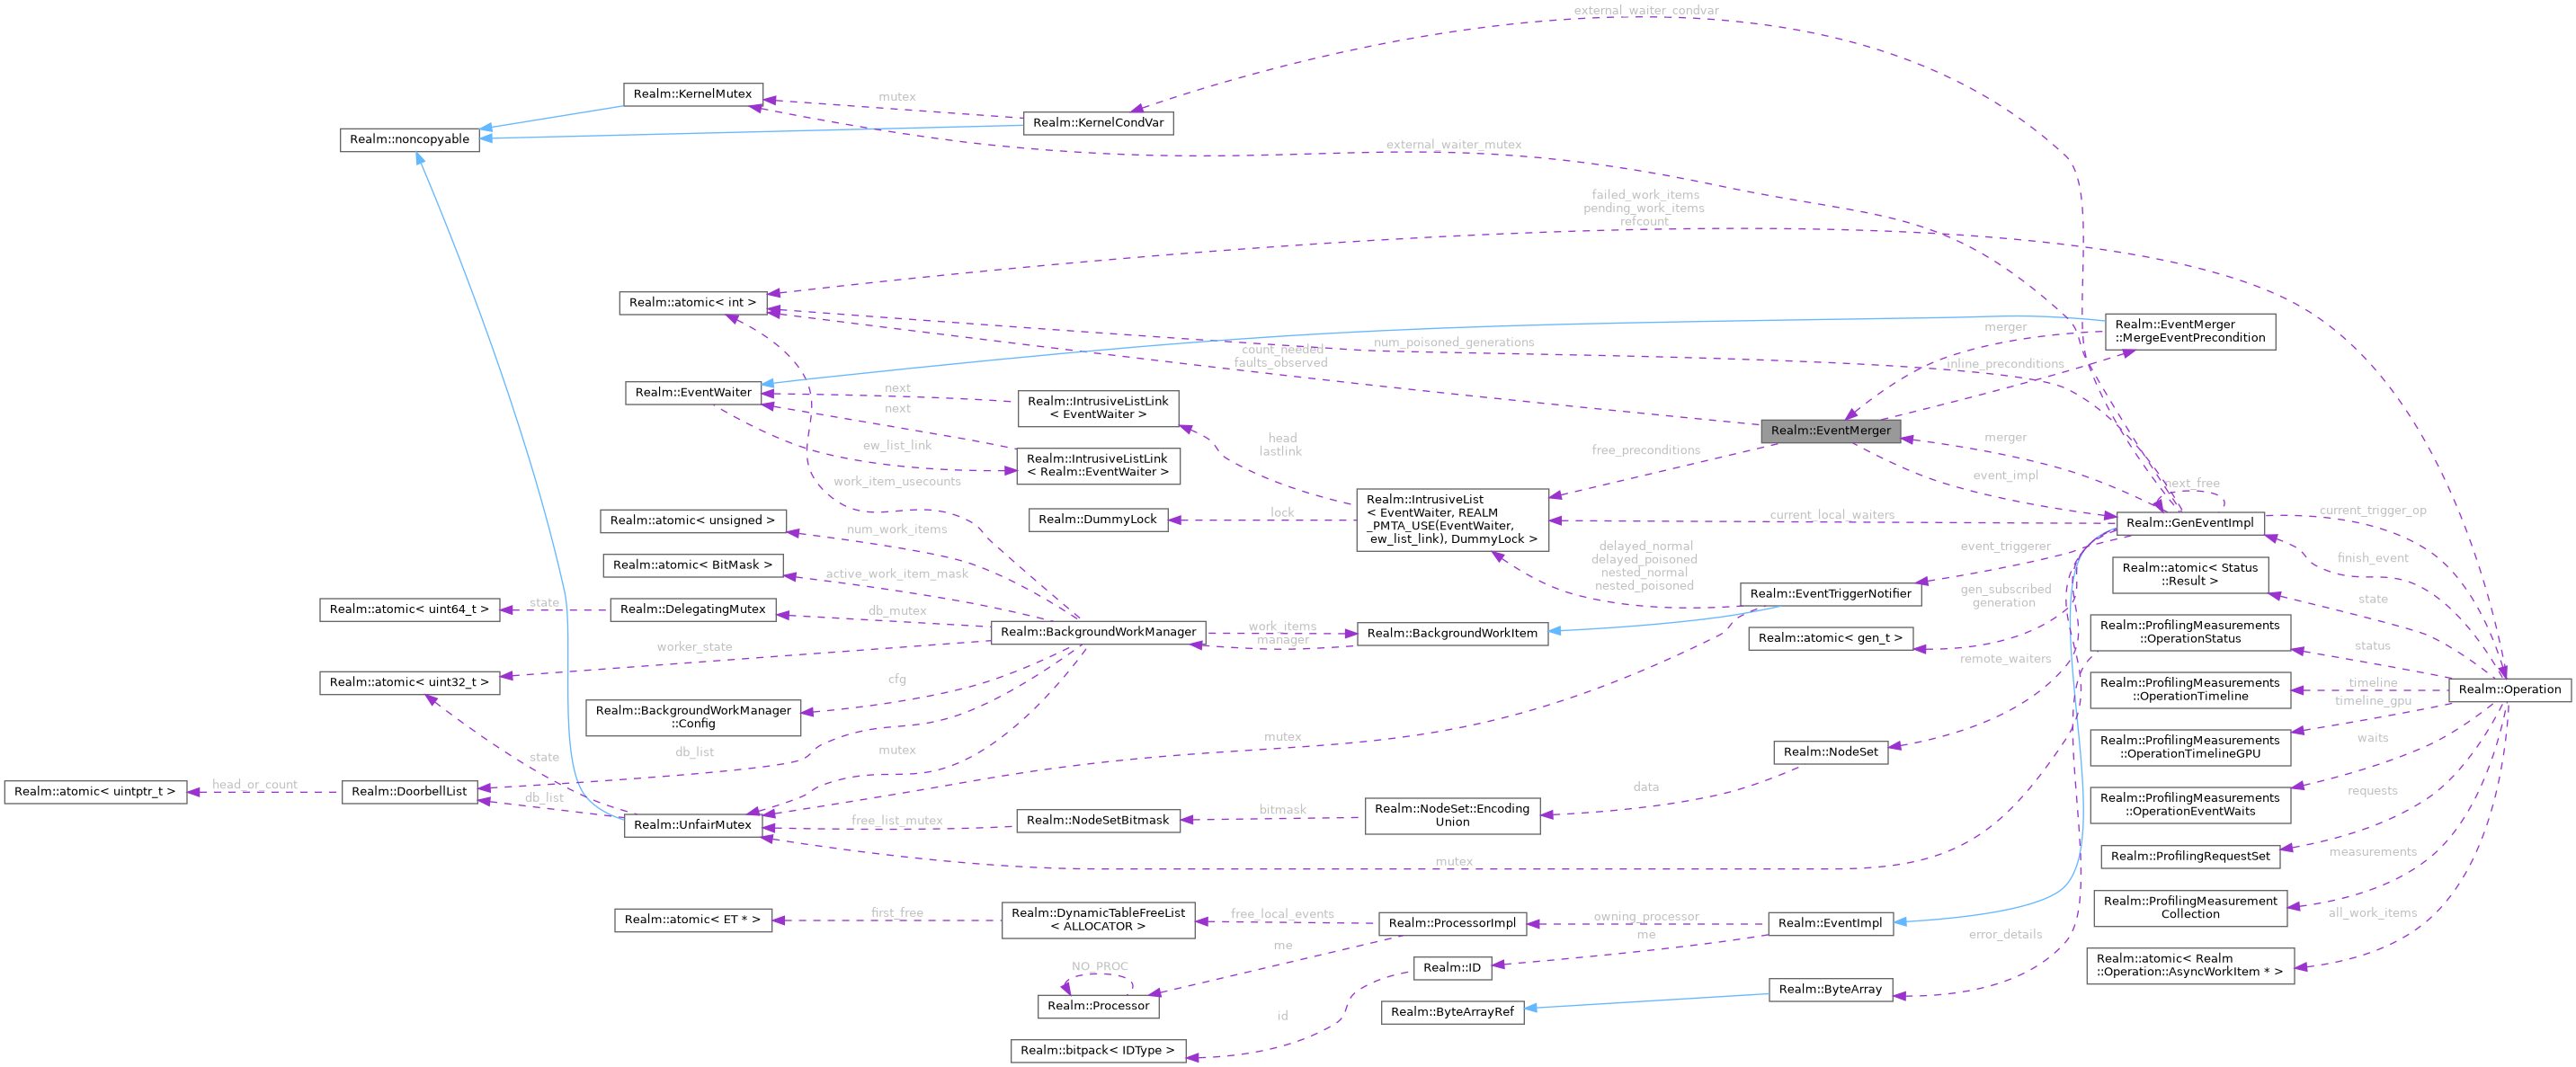 external_waiter_condvar
Realm::KernelMutex
mutex
Realm::KernelCondVar
Realm::noncopyable
external_waiter_mutex
failed_work_items
pending_work_items
refcount
Realm::atomic< int >
Realm::EventMerger
::MergeEventPrecondition
merger
num_poisoned_generations
count_needed
faults_observed
inline_preconditions
Realm::EventWaiter
next
Realm::IntrusiveListLink
< EventWaiter >
next
Realm::EventMerger
ew_list_link
head
lastlink
merger
free_preconditions
Realm::IntrusiveListLink
< Realm::EventWaiter >
event_impl
work_item_usecounts
next_free
Realm::IntrusiveList
< EventWaiter, REALM
_PMTA_USE(EventWaiter,
ew_list_link), DummyLock >
Realm::atomic< unsigned >
num_work_items
Realm::DummyLock
lock
current_local_waiters
Realm::GenEventImpl
current_trigger_op
delayed_normal
delayed_poisoned
nested_normal
nested_poisoned
event_triggerer
finish_event
Realm::atomic< BitMask >
active_work_item_mask
Realm::atomic< Status
::Result >
Realm::EventTriggerNotifier
gen_subscribed
generation
state
Realm::atomic< uint64_t >
state
Realm::DelegatingMutex
db_mutex
Realm::BackgroundWorkManager
work_items
manager
Realm::BackgroundWorkItem
Realm::atomic< gen_t >
Realm::ProfilingMeasurements
::OperationStatus
status
worker_state
remote_waiters
Realm::atomic< uint32_t >
cfg
Realm::ProfilingMeasurements
::OperationTimeline
timeline
Realm::Operation
timeline_gpu
Realm::BackgroundWorkManager
::Config
mutex
db_list
mutex
Realm::NodeSet
Realm::ProfilingMeasurements
::OperationTimelineGPU
waits
state
Realm::atomic< uintptr_t >
head_or_count
Realm::DoorbellList
db_list
data
requests
Realm::ProfilingMeasurements
::OperationEventWaits
Realm::UnfairMutex
free_list_mutex
Realm::NodeSetBitmask
bitmask
Realm::NodeSet::Encoding
Union
mutex
Realm::ProfilingRequestSet
measurements
Realm::ProfilingMeasurement
Collection
all_work_items
Realm::atomic< ET * >
first_free
Realm::DynamicTableFreeList
< ALLOCATOR >
free_local_events
Realm::ProcessorImpl
owning_processor
Realm::EventImpl
me
me
error_details
NO_PROC
Realm::ID
Realm::atomic< Realm
::Operation::AsyncWorkItem * >
Realm::Processor
Realm::ByteArray
id
Realm::ByteArrayRef
Realm::bitpack< IDType >